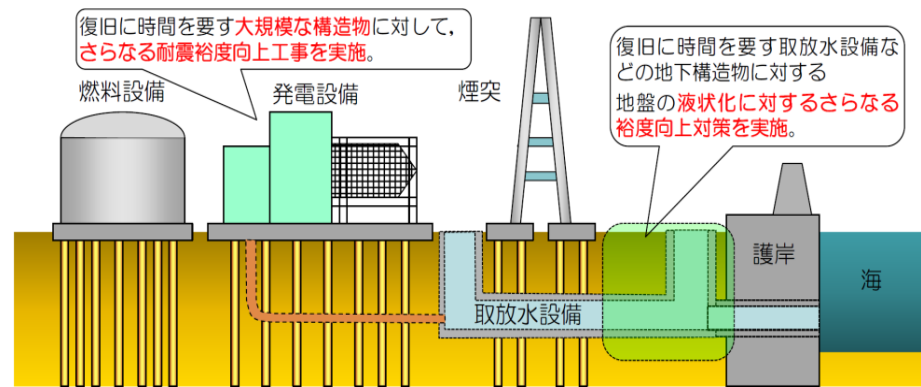 復旧に時間を要す大規模な構造物に対して，
さらなる耐震裕度向上工事を実施。
復旧に時間を要す取放水設備な
どの地下構造物に対する
地盤の液状化に対するさらなる
裕度向上対策を実施。
燃料設備
発電設備
煙突
護岸
海
取放水設備